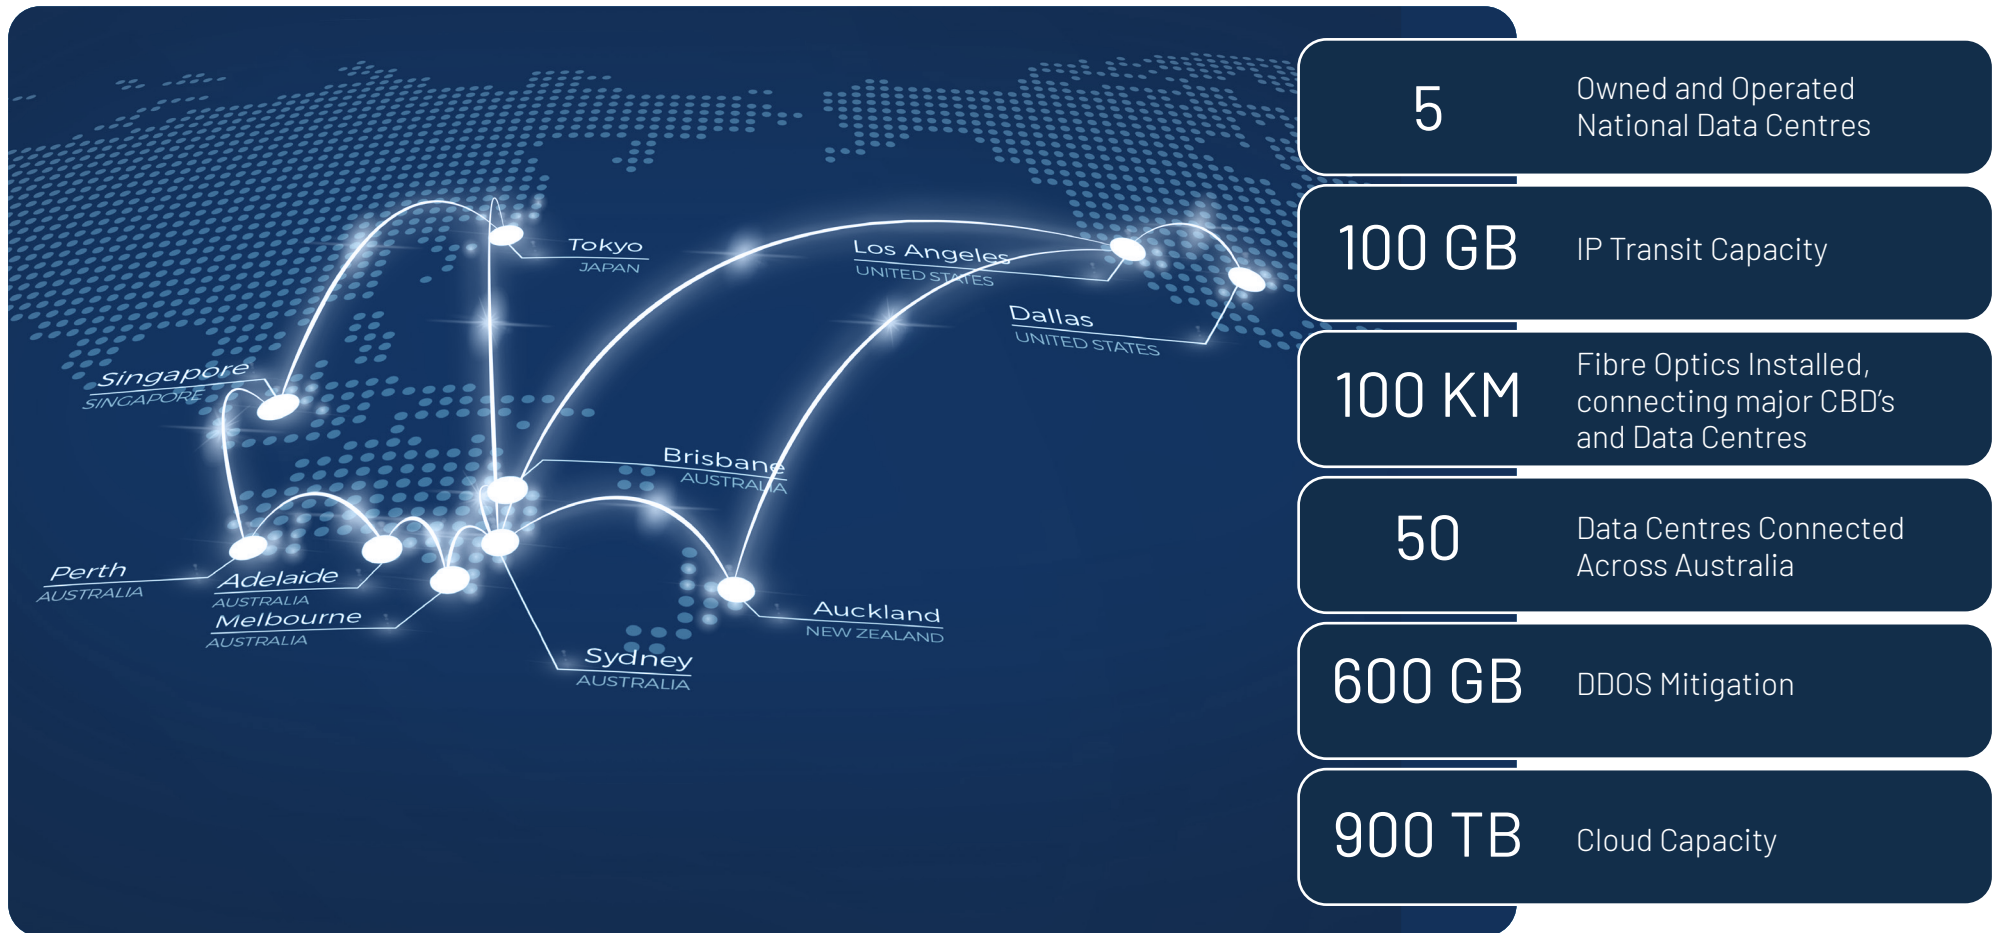 Tokyo
JAPAN
Los Angeles
UNITED STATES
Dallas
UNITED STATES
Singapore
SINGAPORE
Brisbane
AUSTRALIA
Perth
AUSTRALIA
Adelaide
AUSTRALIA
Melbourne
AUSTRALIA
Auckland
NEW ZEALAND
Sydney
AUSTRALIA
5
Owned and Operated
National Data Centres
100 GB
IP Transit Capacity
100 KM
Fibre Optics Installed,
connecting major CBD’s
and Data Centres
50
Data Centres Connected
Across Australia
600 GB
DDOS Mitigation
900 TB
Cloud Capacity